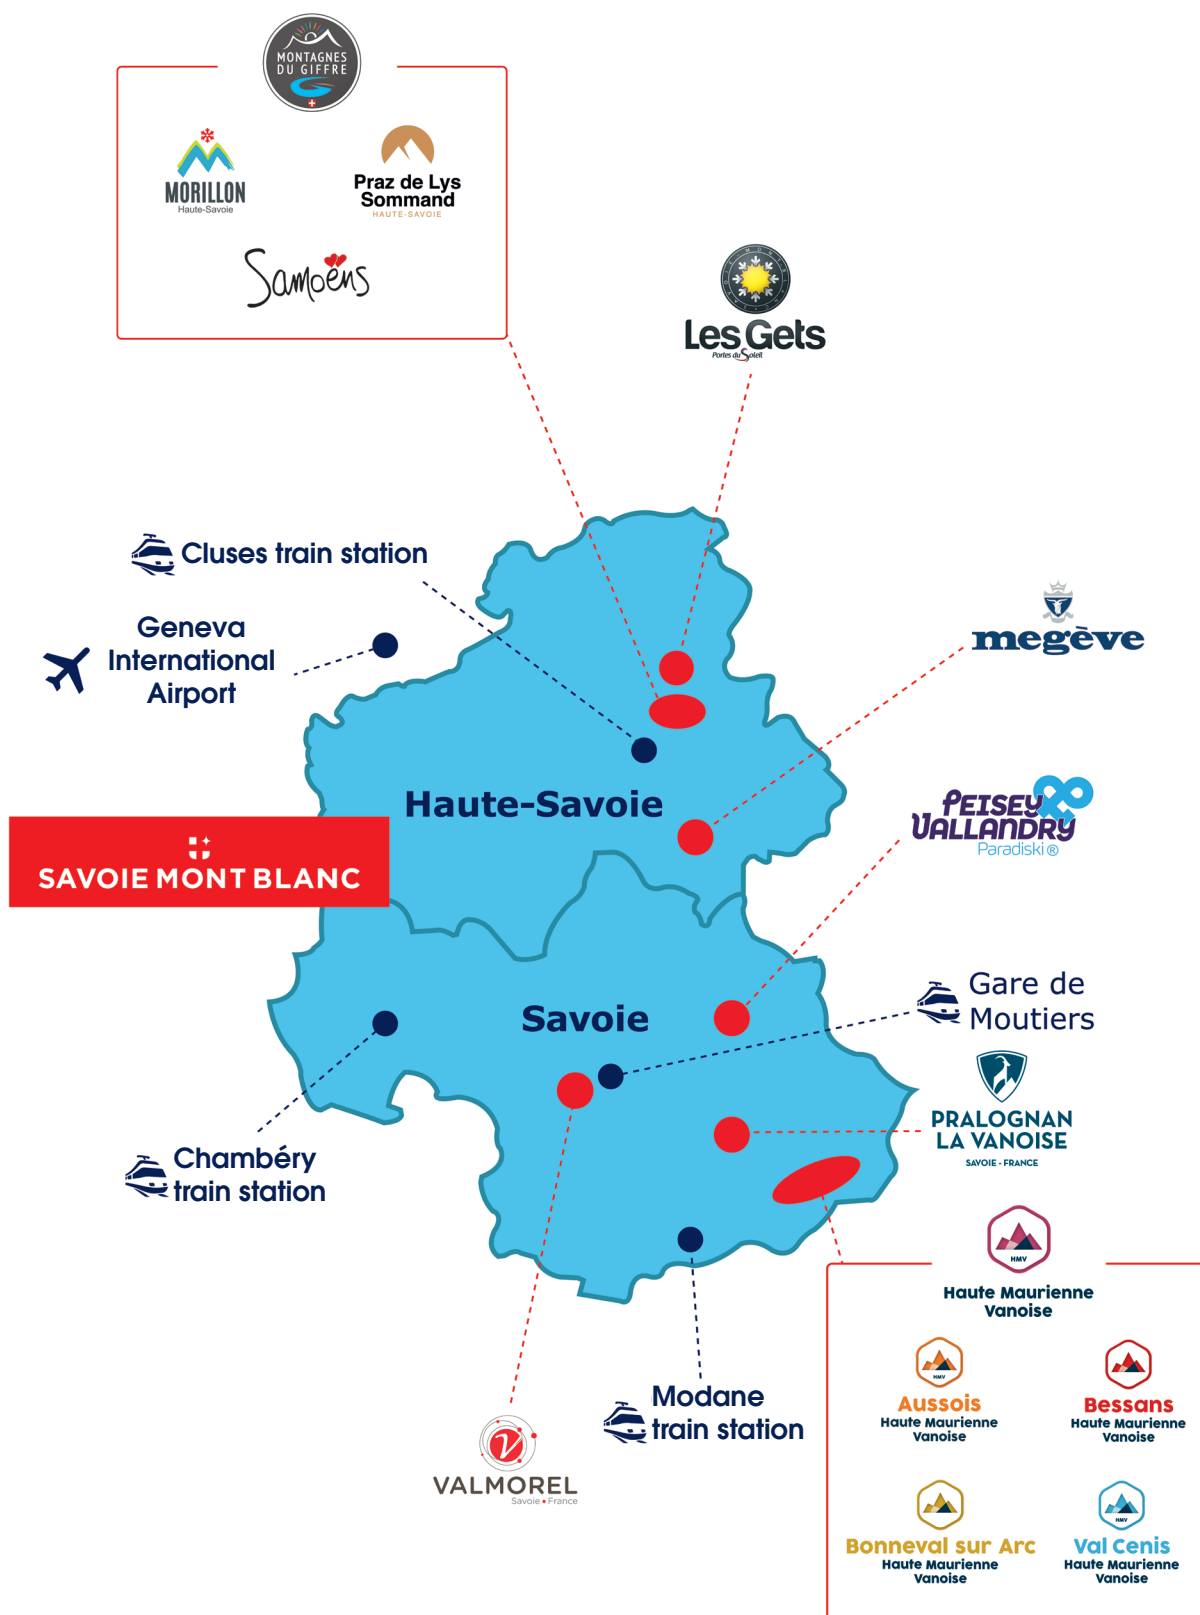 MONTAGNES
DU GIFFRE
MORILLON
Haute-Savoie
Praz de Lys
Sommand
HAUTE-SAVOIE
Samoëns
Les Gets
Portes du Soleil
Cluses train station
Geneva
International
Airport
megève
Haute-Savoie
PEISEY
VALLANDRY
Paradiski ®
SAVOIE MONT BLANC
Savoie
Gare de
Moutiers
PRALOGNAN
LA VANOISE
SAVOIE - FRANCE
Chambéry
train station
HMV
Haute Maurienne
Vanoise
HMV
Aussois
Haute Maurienne
Vanoise
Bessans
Haute Maurienne
Vanoise
Modane
train station
VALMOREL
Savoie • France
Bonneval sur Arc
Haute Maurienne
Vanoise
HMV
Val Cenis
Haute Maurienne
Vanoise